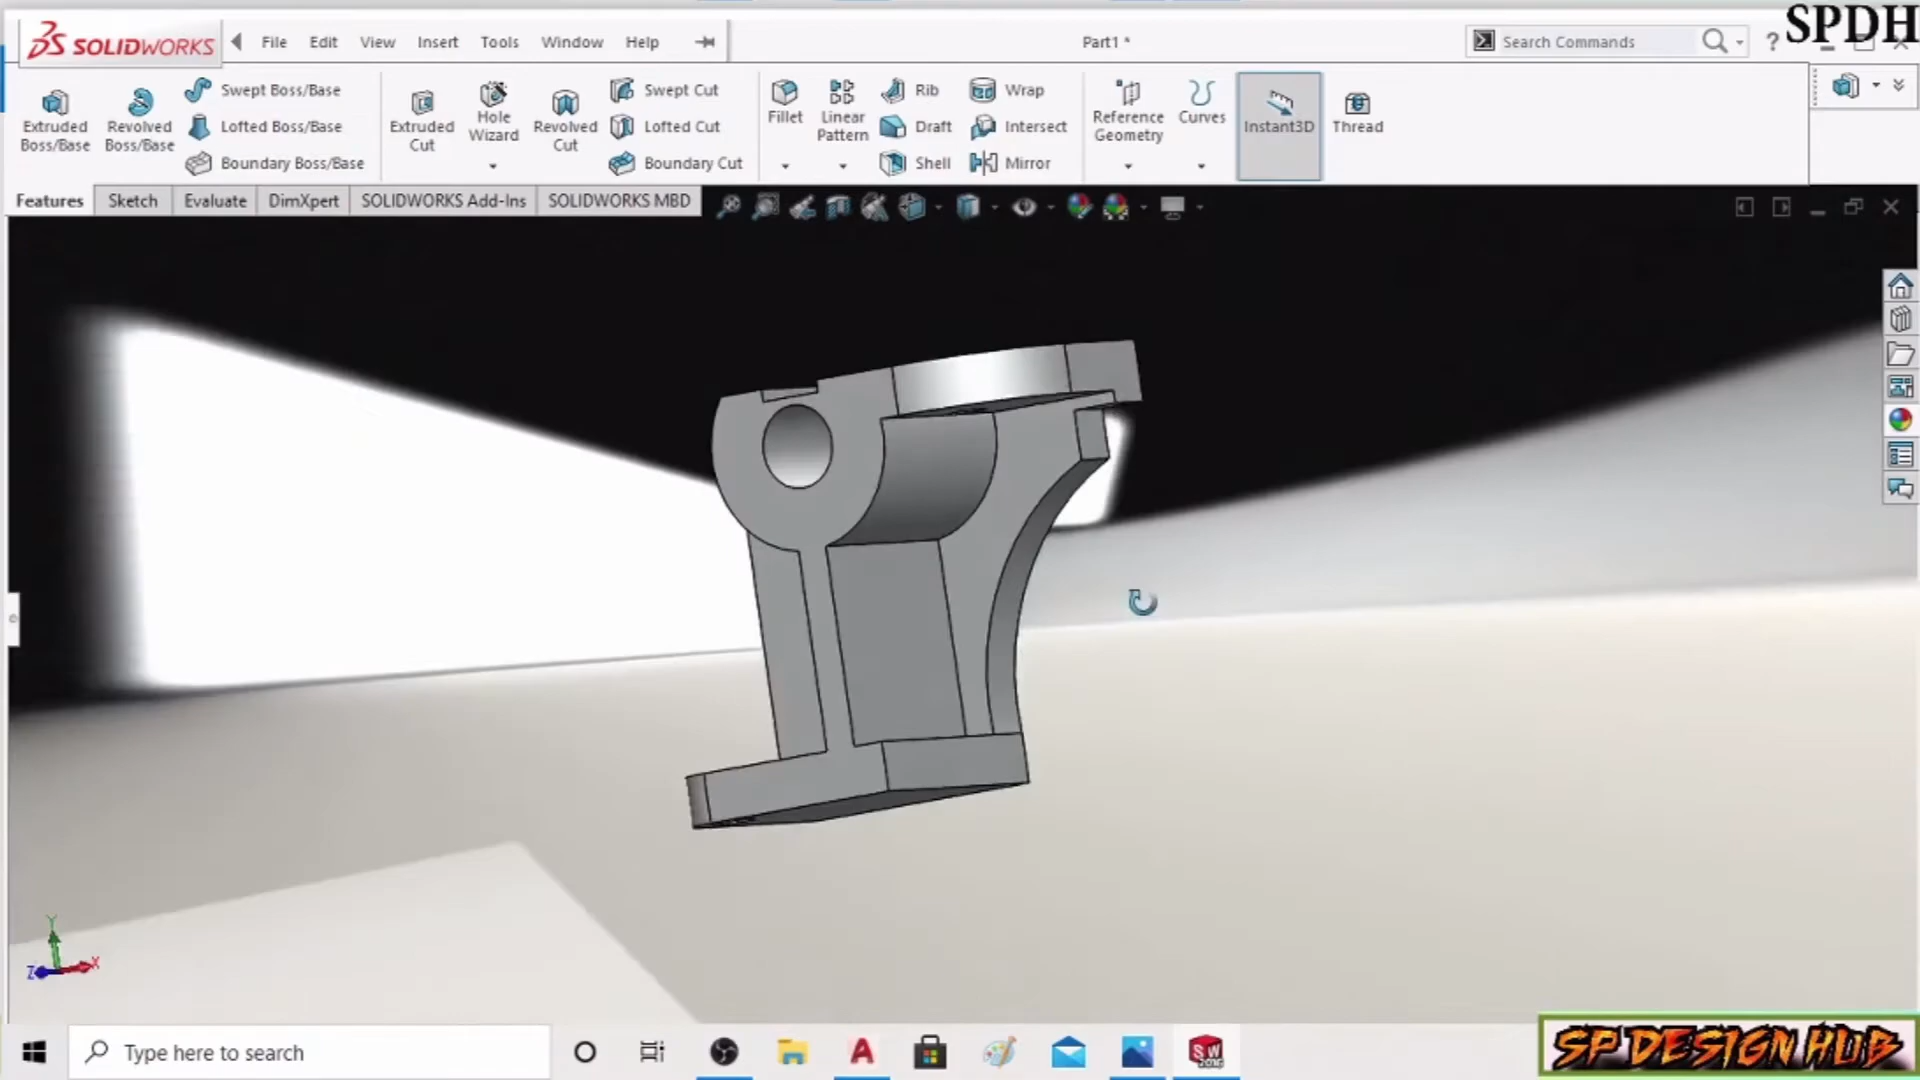 SPDH
SOLIDWORKS
File Edit View Insert Tools Window Help
Part1 *
Search Commands
?
Extruded Boss/Base
Revolved Boss/Base
Swept Boss/Base
Lofted Boss/Base
Boundary Boss/Base
Extruded Cut
Hole Wizard
Revolved Cut
Swept Cut
Lofted Cut
Boundary Cut
Fillet
Linear Pattern
Rib
Draft
Shell
Wrap
Intersect
Mirror
Reference Geometry
Curves
Instant3D
Thread
Features Sketch Evaluate DimXpert SOLIDWORKS Add-Ins SOLIDWORKS MBD
Y
Z X
Type here to search
SP DESIGN HUB